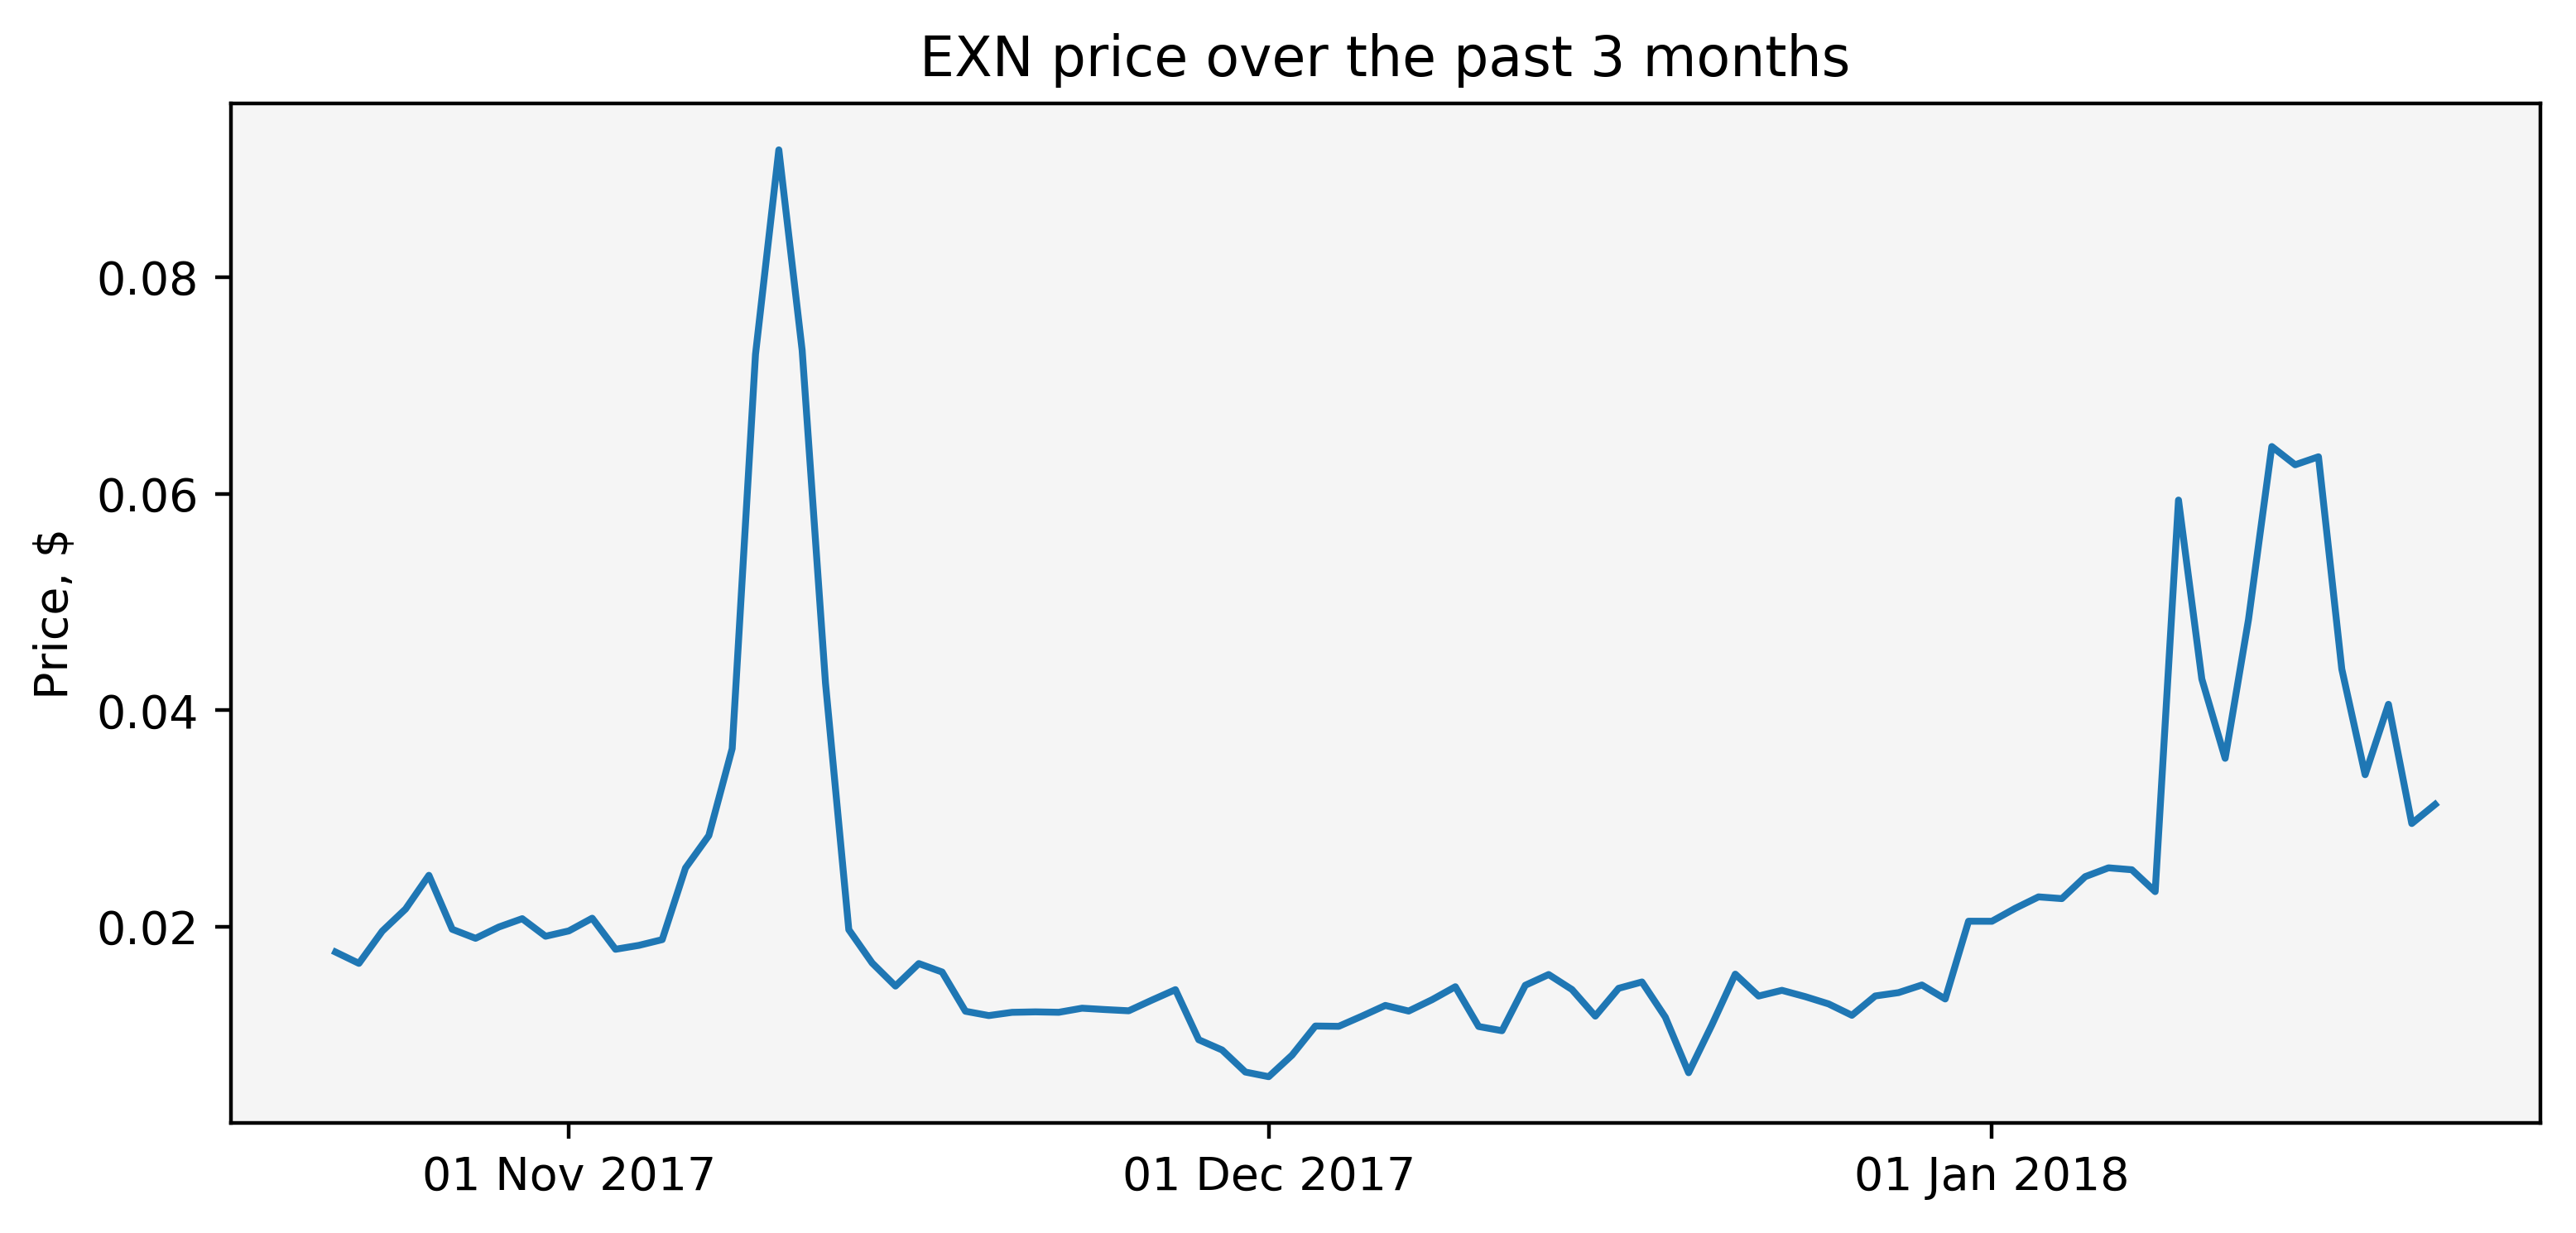 EXN price over the past 3 months
Price, $
0.08
0.06
0.04
0.02
01 Nov 2017
01 Dec 2017
01 Jan 2018